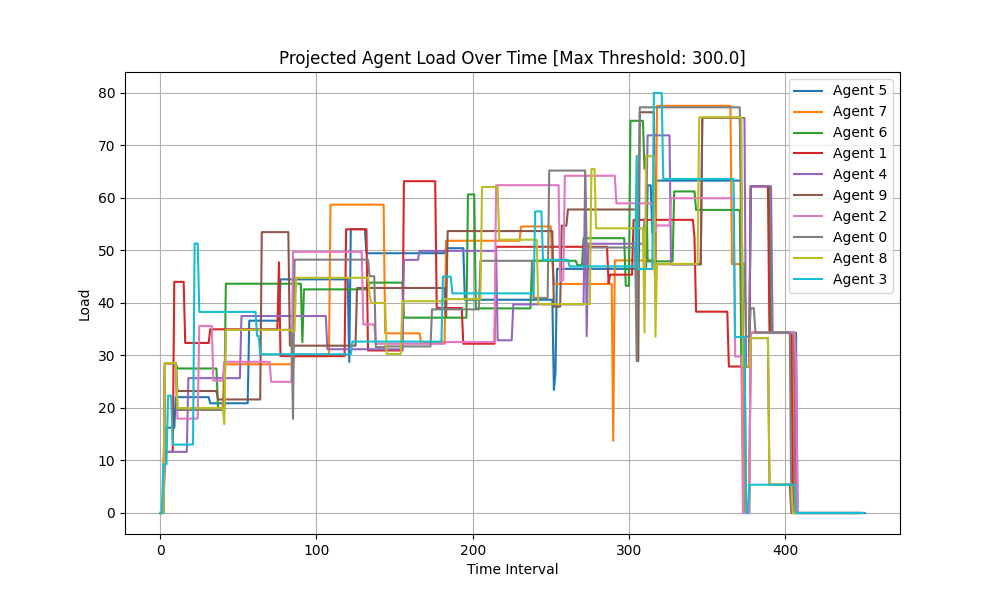 Projected Agent Load Over Time [Max Threshold: 300.0]
Load
80
70
60
50
40
30
20
10
0
0 100 200 300 400
Time Interval
Agent 5
Agent 7
Agent 6
Agent 1
Agent 4
Agent 9
Agent 2
Agent 0
Agent 8
Agent 3